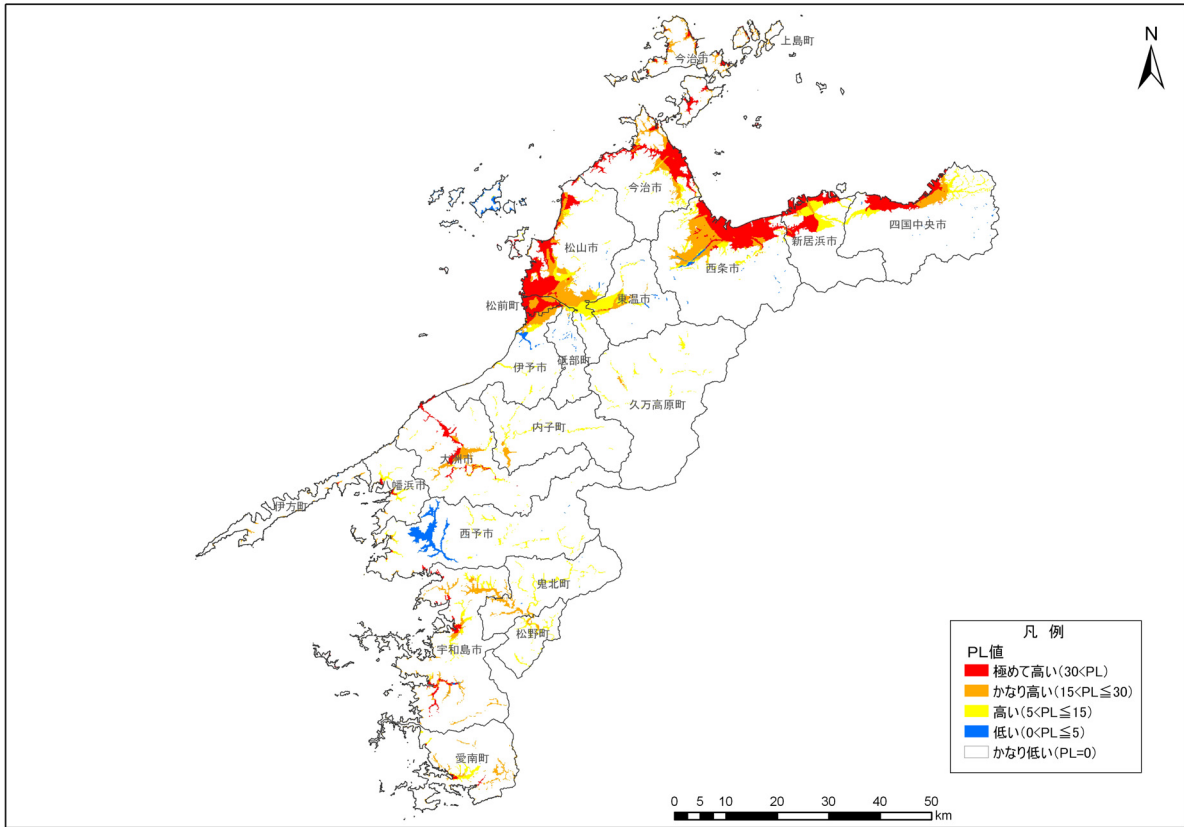 N
上島町
今治市
今治市
四国中央市
新居浜市
松山市
西条市
東温市
松前町
砥部町
伊予市
久万高原町
内子町
大洲市
八幡浜市
伊方町
西予市
鬼北町
松野町
宇和島市
愛南町
凡 例
PL値
極めて高い(30<PL)
かなり高い(15<PL≦30)
高い(5<PL≦15)
低い(0<PL≦5)
かなり低い(PL=0)
0 5 10 20 30 40 50
km